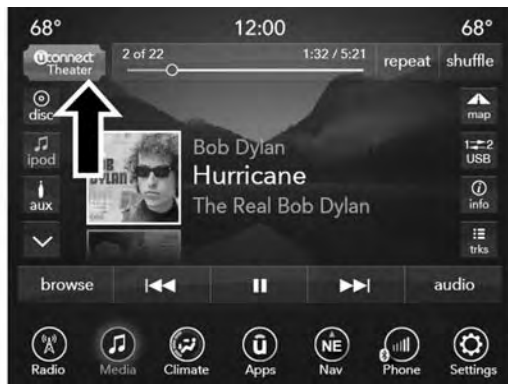 68° 12:00 68°
Uconnect
Theater
2 of 22 1:32 / 5:21
repeat shuffle
disc
map
ipod
USB
aux
info
trks
Bob Dylan
Hurricane
The Real Bob Dylan
BOB
DYLAN
browse audio
Radio Media Climate Apps Nav Phone Settings
NE
1 2
û